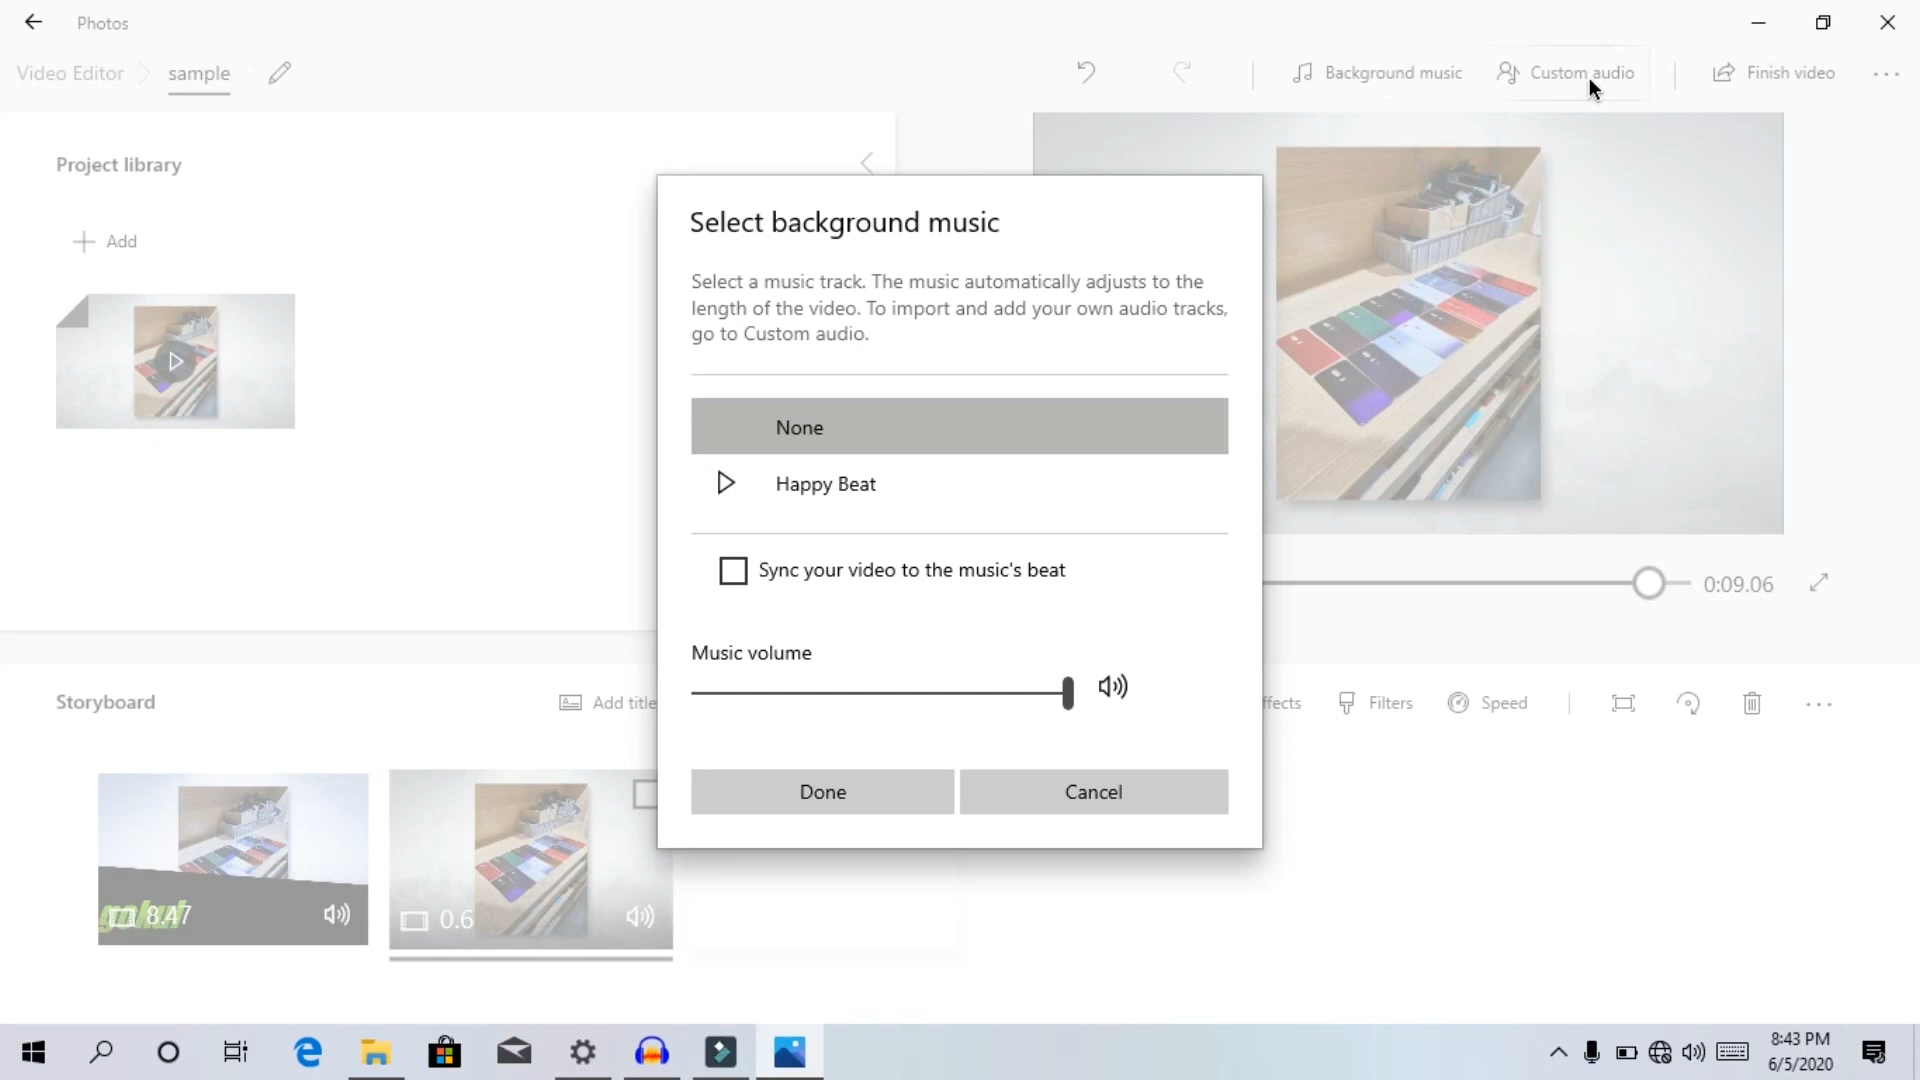 Photos
Video Editor
sample
Background music
Custom audio
Finish video
Project library
Add
Select background music
Select a music track. The music automatically adjusts to the
length of the video. To import and add your own audio tracks,
go to Custom audio.
None
Happy Beat
Sync your video to the music's beat
Music volume
Done
Cancel
0:09.06
Storyboard
Add title
ffects
Filters
Speed
8.47
0.6
8:43 PM
6/5/2020